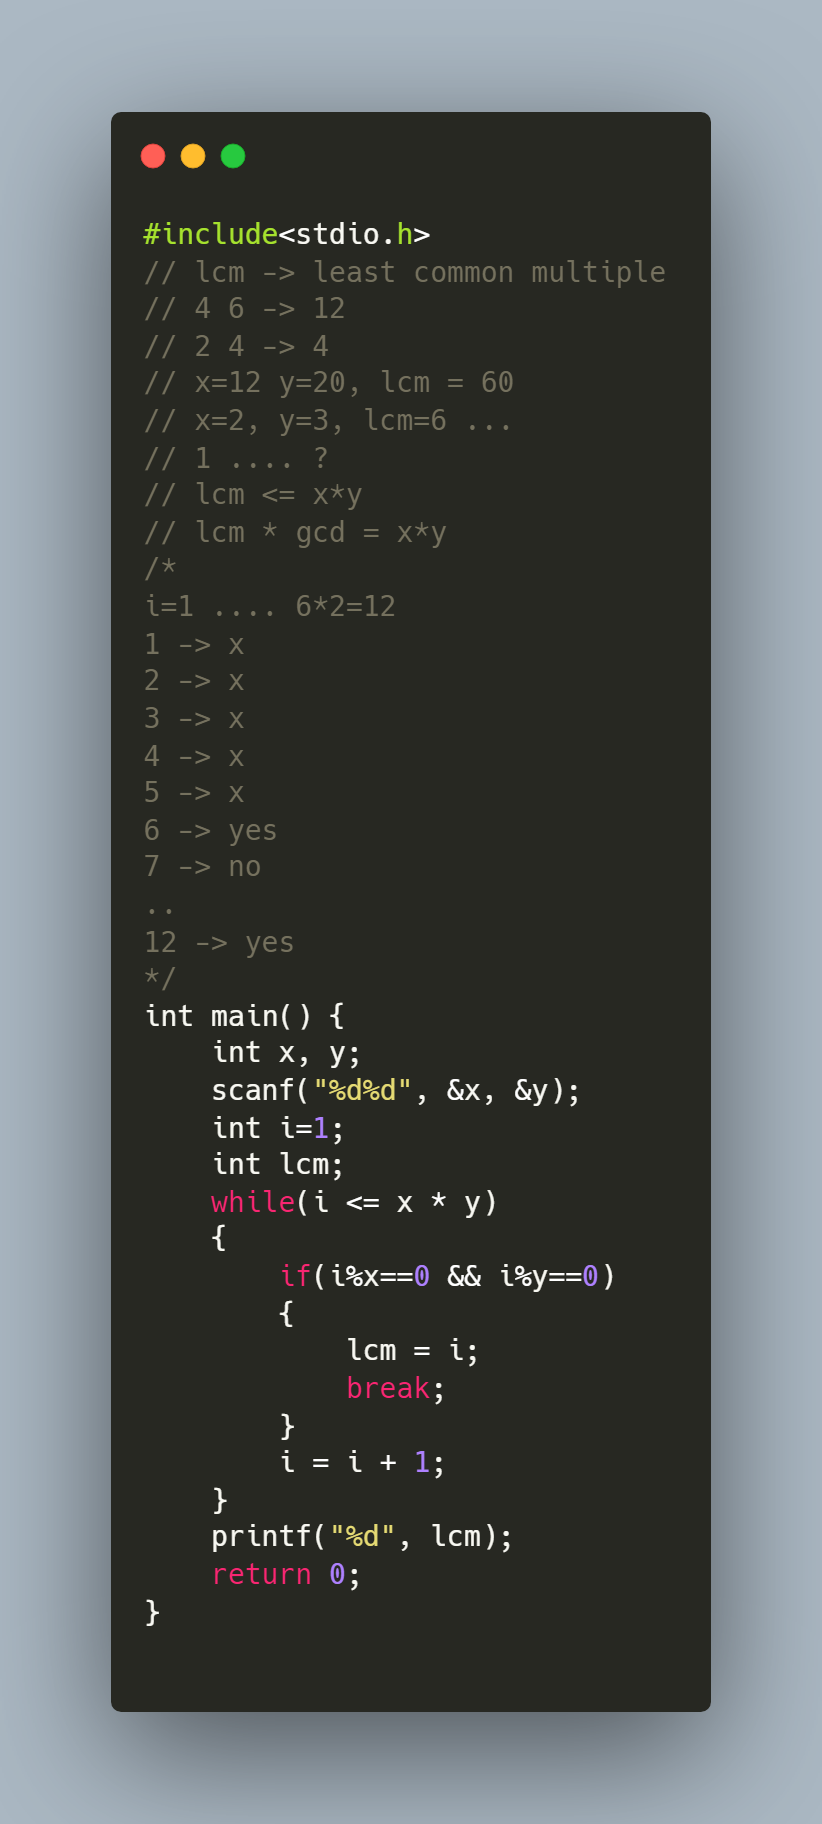 #include<stdio.h>
// lcm -> least common multiple
// 4 6 -> 12
// 2 4 -> 4
// x=12 y=20, lcm = 60
// x=2, y=3, lcm=6 ...
// 1 .... ?
// lcm <= x*y
// lcm * gcd = x*y
/*
i=1 .... 6*2=12
1 -> x
2 -> x
3 -> x
4 -> x
5 -> x
6 -> yes
7 -> no
..
12 -> yes
*/
int main() {
    int x, y;
    scanf("%d%d", &x, &y);
    int i=1;
    int lcm;
    while(i <= x * y)
    {
        if(i%x==0 && i%y==0)
        {
            lcm = i;
            break;
        }
        i = i + 1;
    }
    printf("%d", lcm);
    return 0;
}